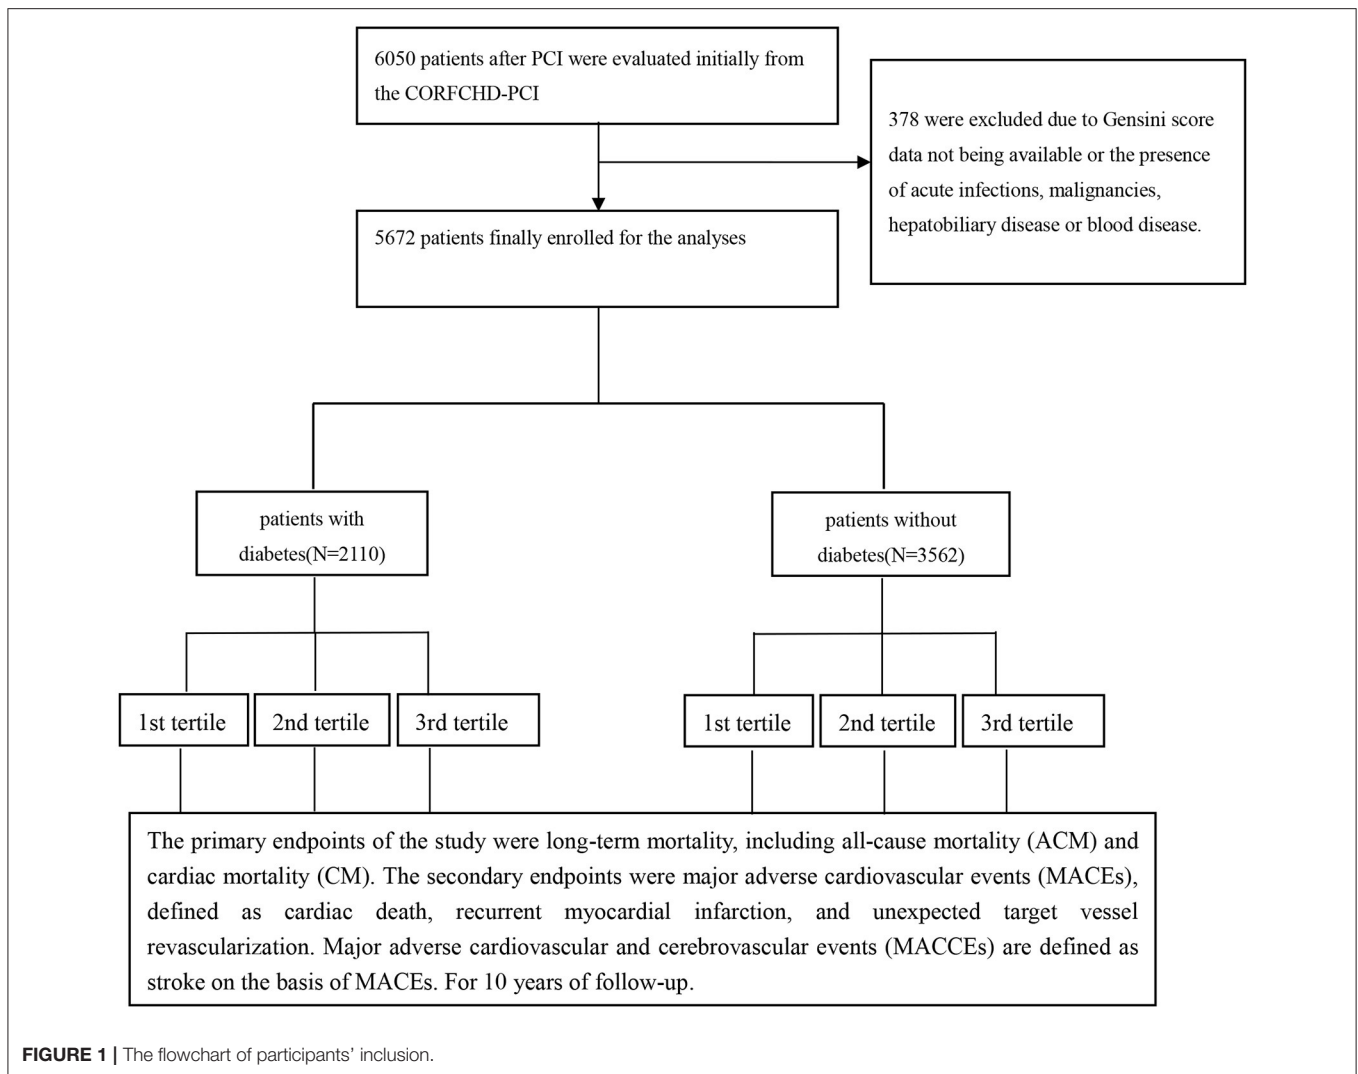 6050 patients after PCI were evaluated initially from
the CORFCHD-PCI
378 were excluded due to Gensini score
data not being available or the presence
of acute infections, malignancies,
hepatobiliary disease or blood disease.
5672 patients finally enrolled for the analyses
patients with
diabetes(N=2110)
patients without
diabetes(N=3562)
1st tertile
2nd tertile
3rd tertile
1st tertile
2nd tertile
3rd tertile
The primary endpoints of the study were long-term mortality, including all-cause mortality (ACM) and
cardiac mortality (CM). The secondary endpoints were major adverse cardiovascular events (MACEs),
defined as cardiac death, recurrent myocardial infarction, and unexpected target vessel
revascularization. Major adverse cardiovascular and cerebrovascular events (MACCEs) are defined as
stroke on the basis of MACEs. For 10 years of follow-up.
FIGURE 1 | The flowchart of participants' inclusion.